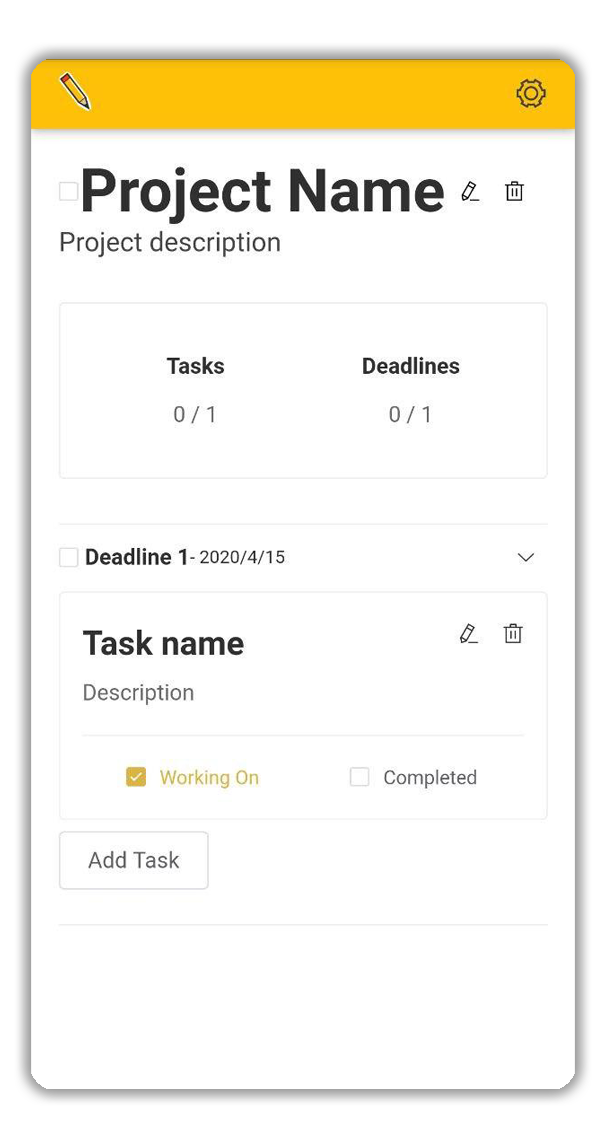 Project Name
Project description
Tasks Deadlines
0 / 1 0 / 1
Deadline 1- 2020/4/15
Task name
Description
Working On Completed
Add Task